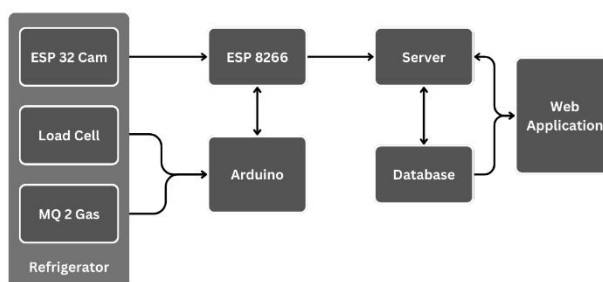 ESP 32 Cam
ESP 8266
Server
Load Cell
Arduino
Database
Web
Application
MQ 2 Gas
Refrigerator